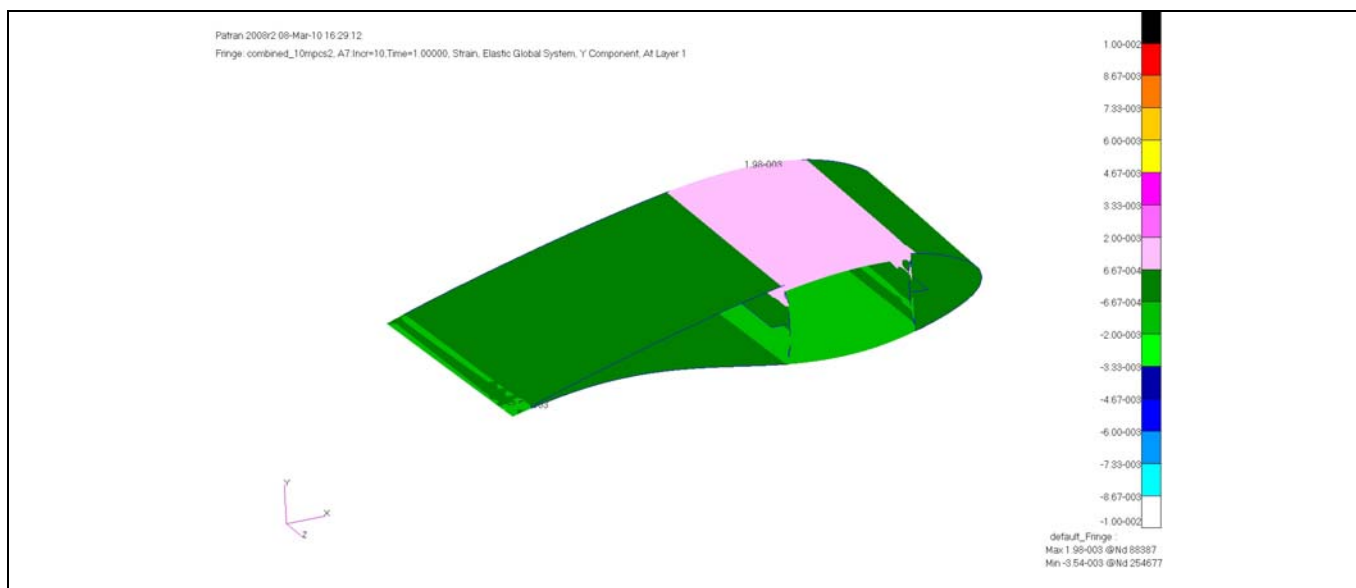 Patran 2008r2 08-Mar-10 16:29:12
Fringe: combined_10mpcs2, A7:Incr=10,Time=1.00000, Strain, Elastic Global System, 'Y Component, At Layer 1
1.00-002
8.67-003
7.33-003
6.00-003
4.67-003
3.33-003
2.00-003
6.67-004
-6.67-004
-2.00-003
-3.33-003
-4.67-003
-6.00-003
-7.33-003
-8.67-003
-1.00-002
1.98-003
Y
X
Z
default_Fringe :
Max 1.98-003 @Nd 88387
Min -3.54-003 @Nd 254677